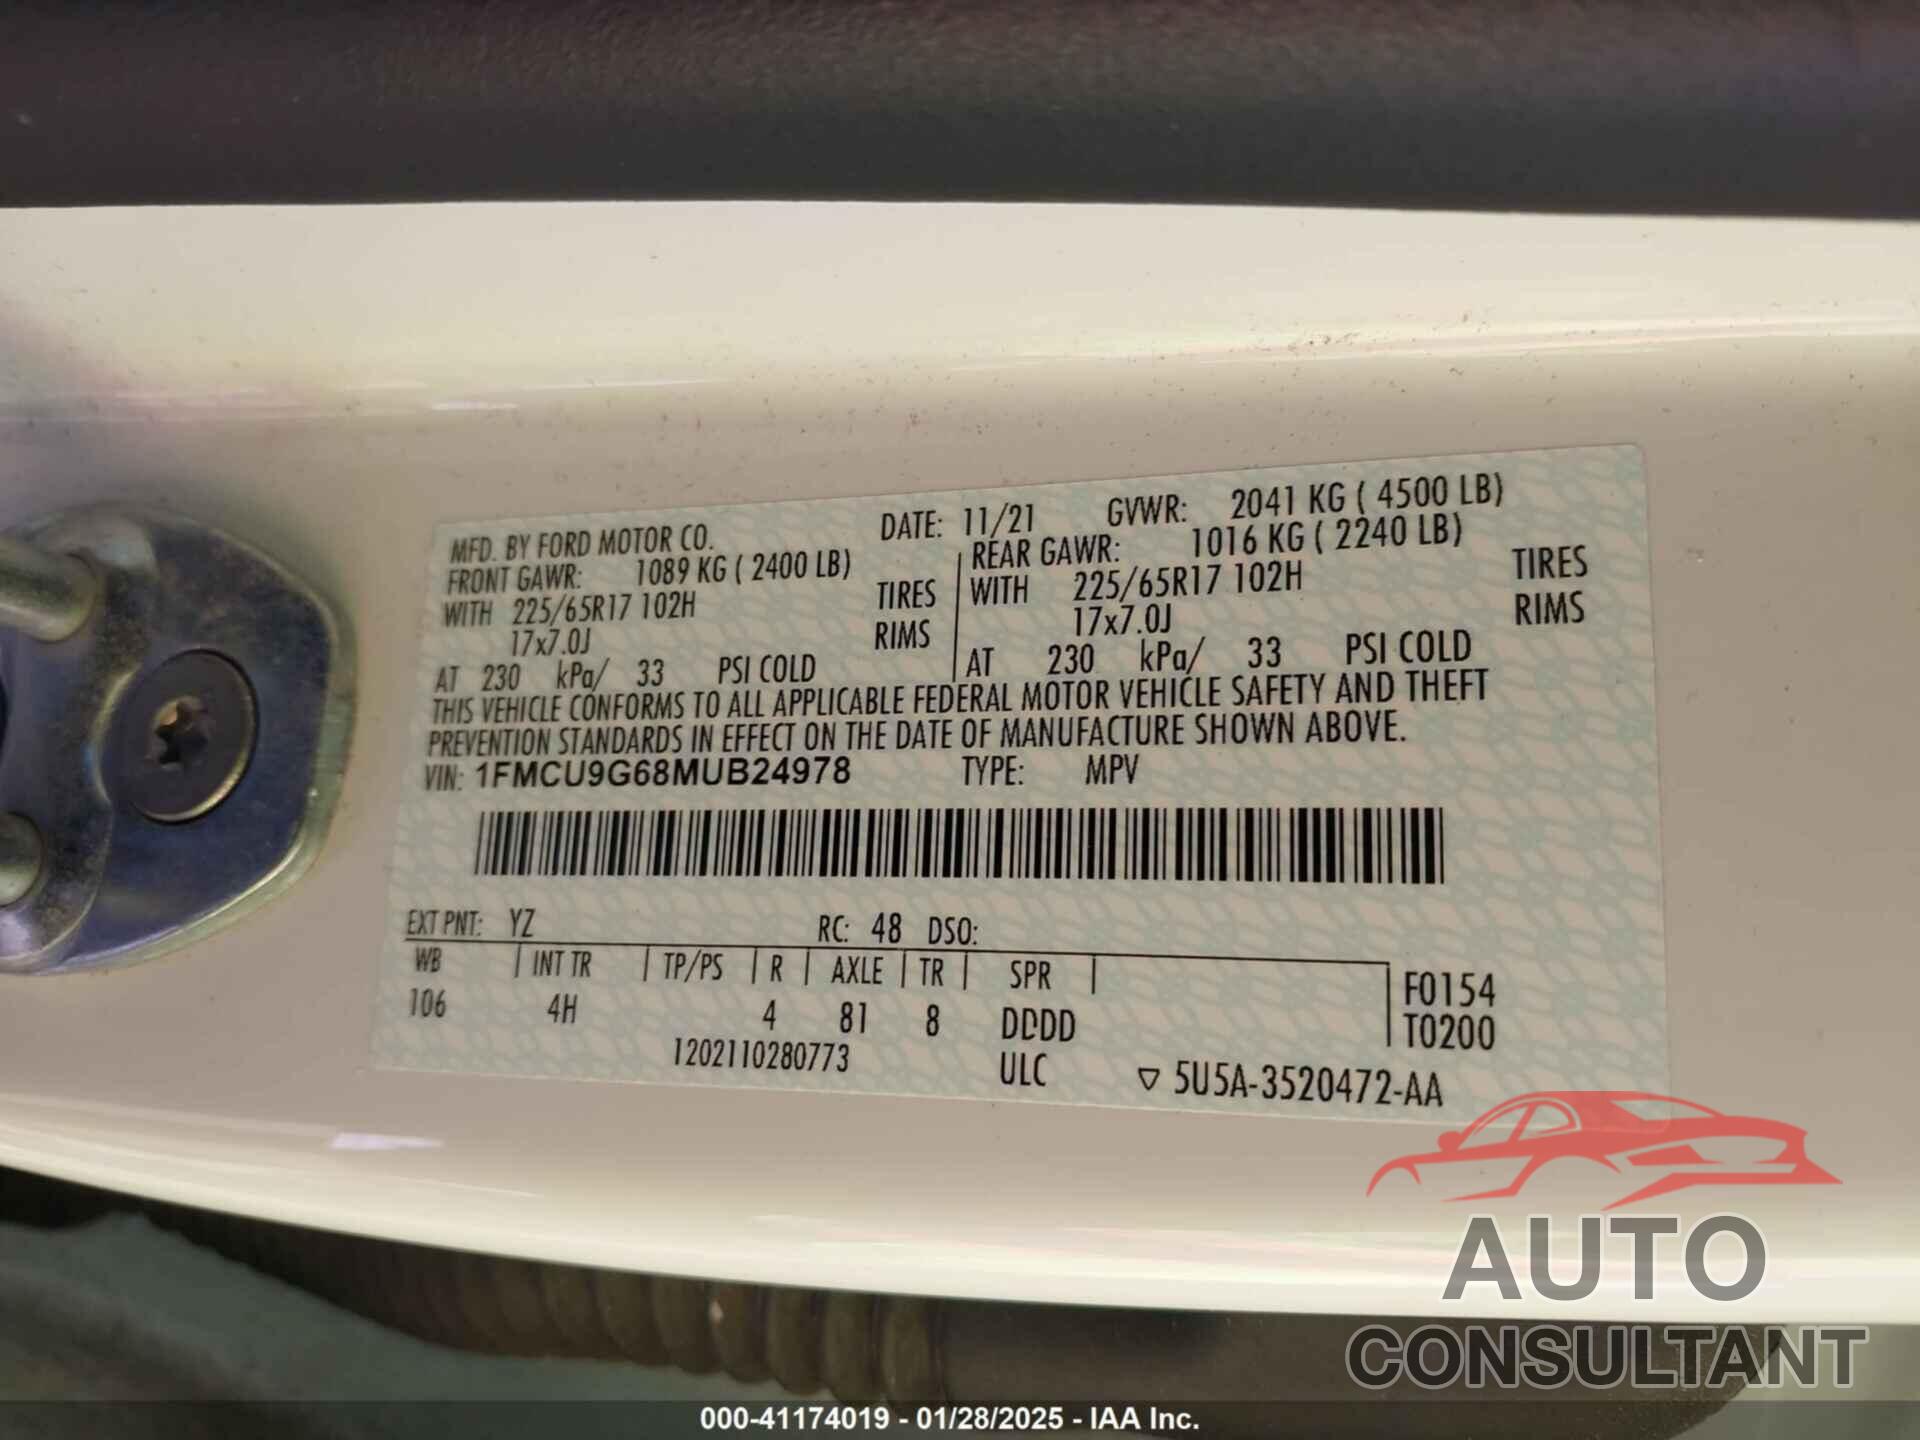 MFD. BY FORD MOTOR CO. DATE: 11/21 GVWR: 2041 KG ( 4500 LB)
FRONT GAWR: 1089 KG ( 2400 LB) REAR GAWR: 1016 KG ( 2240 LB)
WITH 225/65R17 102H TIRES WITH 225/65R17 102H TIRES
17x7.0J RIMS 17x7.0J RIMS
AT 230 kPa/ 33 PSI COLD AT 230 kPa/ 33 PSI COLD
THIS VEHICLE CONFORMS TO ALL APPLICABLE FEDERAL MOTOR VEHICLE SAFETY AND THEFT
PREVENTION STANDARDS IN EFFECT ON THE DATE OF MANUFACTURE SHOWN ABOVE.
VIN: 1FMCU9G68MUB24978 TYPE: MPV
EXT PNT: YZ RC: 48 DSO:
WB INT TR TP/PS R AXLE TR SPR
106 4H 4 81 8 DDDD
F0154
T0200
1202110280773 ULC 5U5A-3520472-AA
AUTO
CONSULTANT
000-41174019 - 01/28/2025 - IAA Inc.